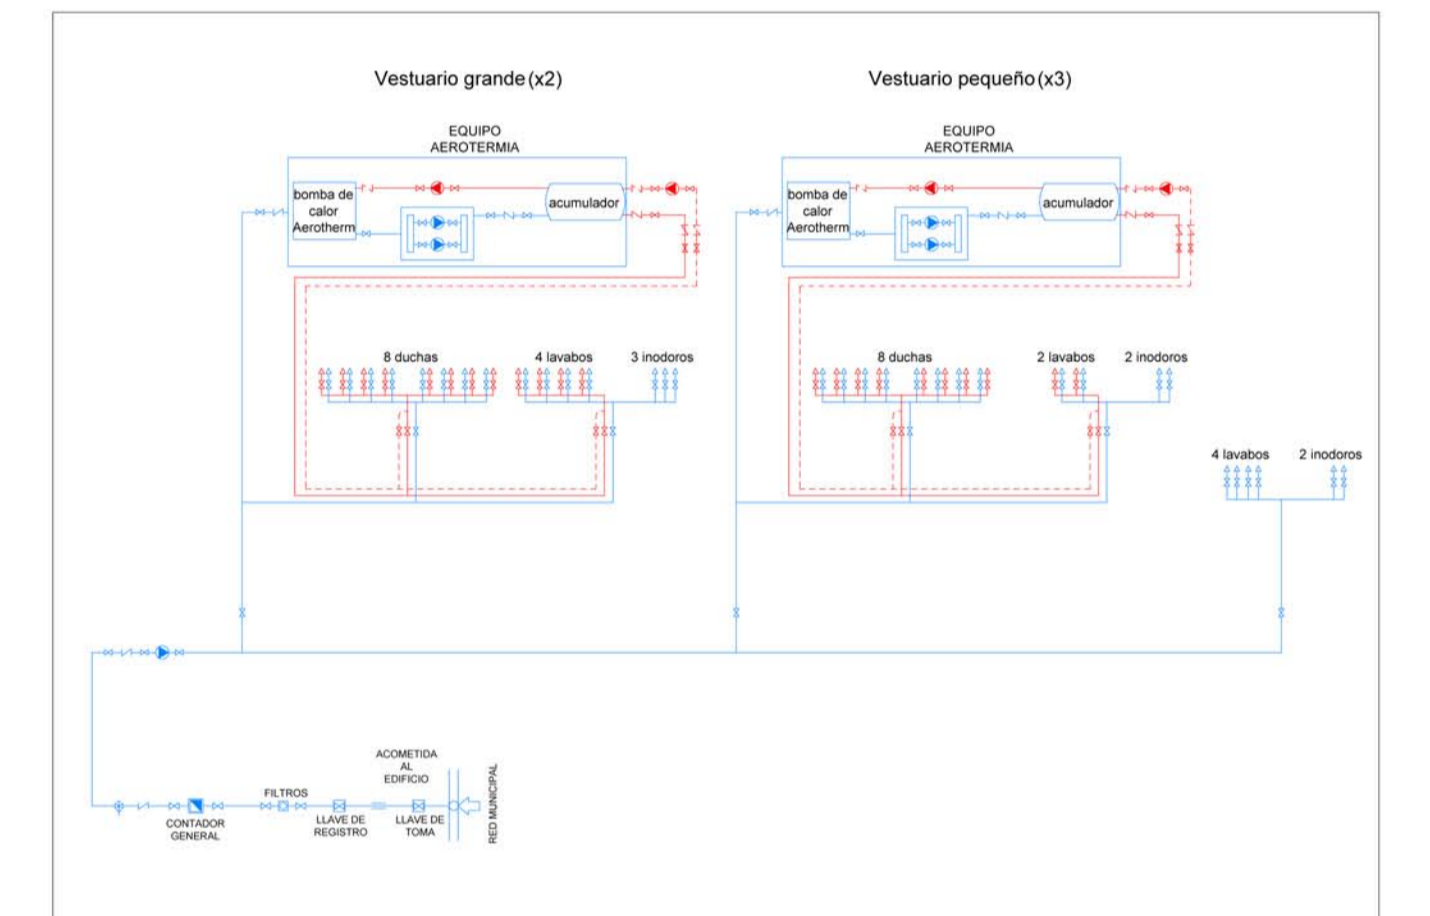 Vestuario grande (x2)
EQUIPO
AEROTERMIA
bomba de
calor
Aerotherm
acumulador
8 duchas
4 lavabos
3 inodoros
Vestuario pequeño (x3)
EQUIPO
AEROTERMIA
bomba de
calor
Aerotherm
acumulador
8 duchas
2 lavabos
2 inodoros
4 lavabos
2 inodoros
CONTADOR
GENERAL
FILTROS
LLAVE DE
REGISTRO
ACOMETIDA
AL
EDIFICIO
LLAVE DE
TOMA
RED MUNICIPAL